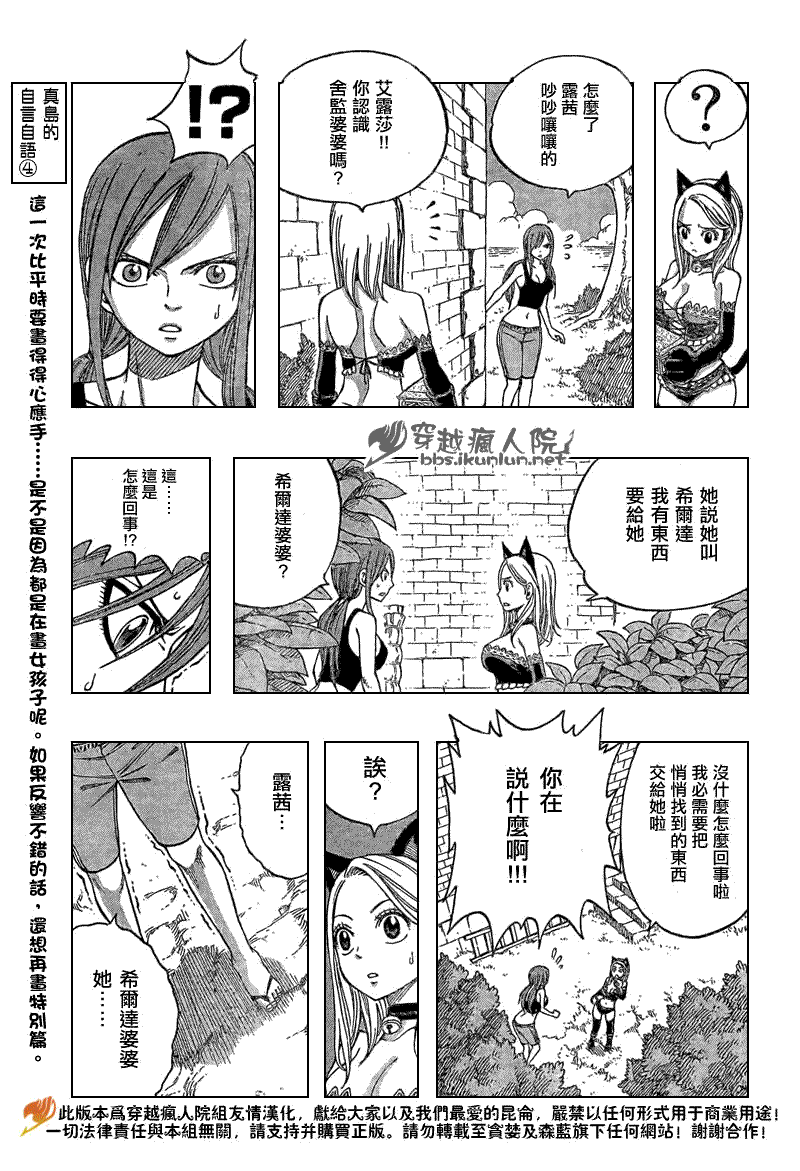 ?
怎麼了
露茜
吵吵嚷嚷的
艾露莎!!
你認識
舍監婆婆嗎?
!?
真島的
自言自語④
這一次比平時要畫得得心應手……是不是因為都是在畫女孩子呢。如果反響不錯的話,還想再畫特別篇。
穿越瘋人院
bbs.ikunlun.net
她說她叫
希爾達
我有東西
要給她
希爾達婆婆?
這……
這是
怎麼回事!?
沒什麼怎麼回事啦
我必需要把
悄悄找到的東西
交給她啦
你在
說什麼啊!!!
誒?
露茜…
希爾達婆婆
她……
此版本爲穿越瘋人院組友情漢化,獻給大家以及我們最愛的昆侖,嚴禁以任何形式用于商業用途!
一切法律責任與本組無關,請支持并購買正版。請勿轉載至貪婪及森藍旗下任何網站!謝謝合作!